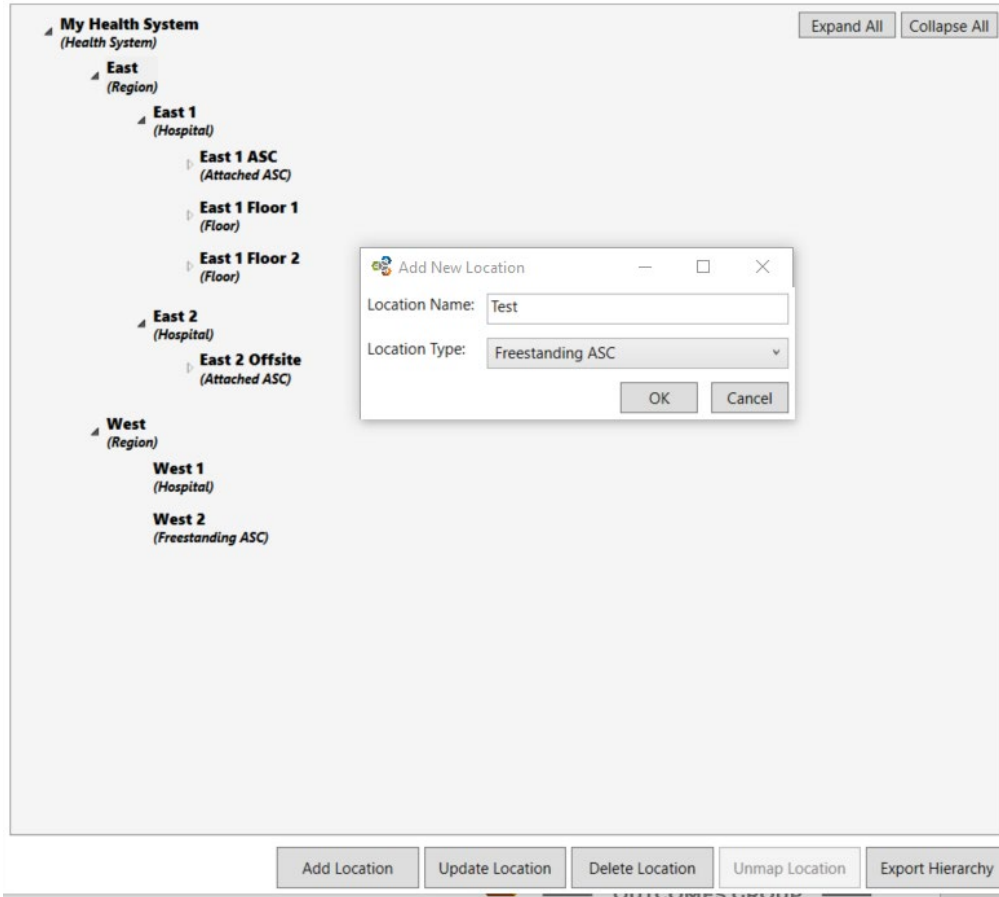 My Health System
(Health System)
Expand All
Collapse All
East
(Region)
East 1
(Hospital)
East 1 ASC
(Attached ASC)
East 1 Floor 1
(Floor)
East 1 Floor 2
(Floor)
Add New Location
Location Name: Test
Location Type: Freestanding ASC
OK
Cancel
East 2
(Hospital)
East 2 Offsite
(Attached ASC)
West
(Region)
West 1
(Hospital)
West 2
(Freestanding ASC)
Add Location
Update Location
Delete Location
Unmap Location
Export Hierarchy
OUTCOMES GROUP